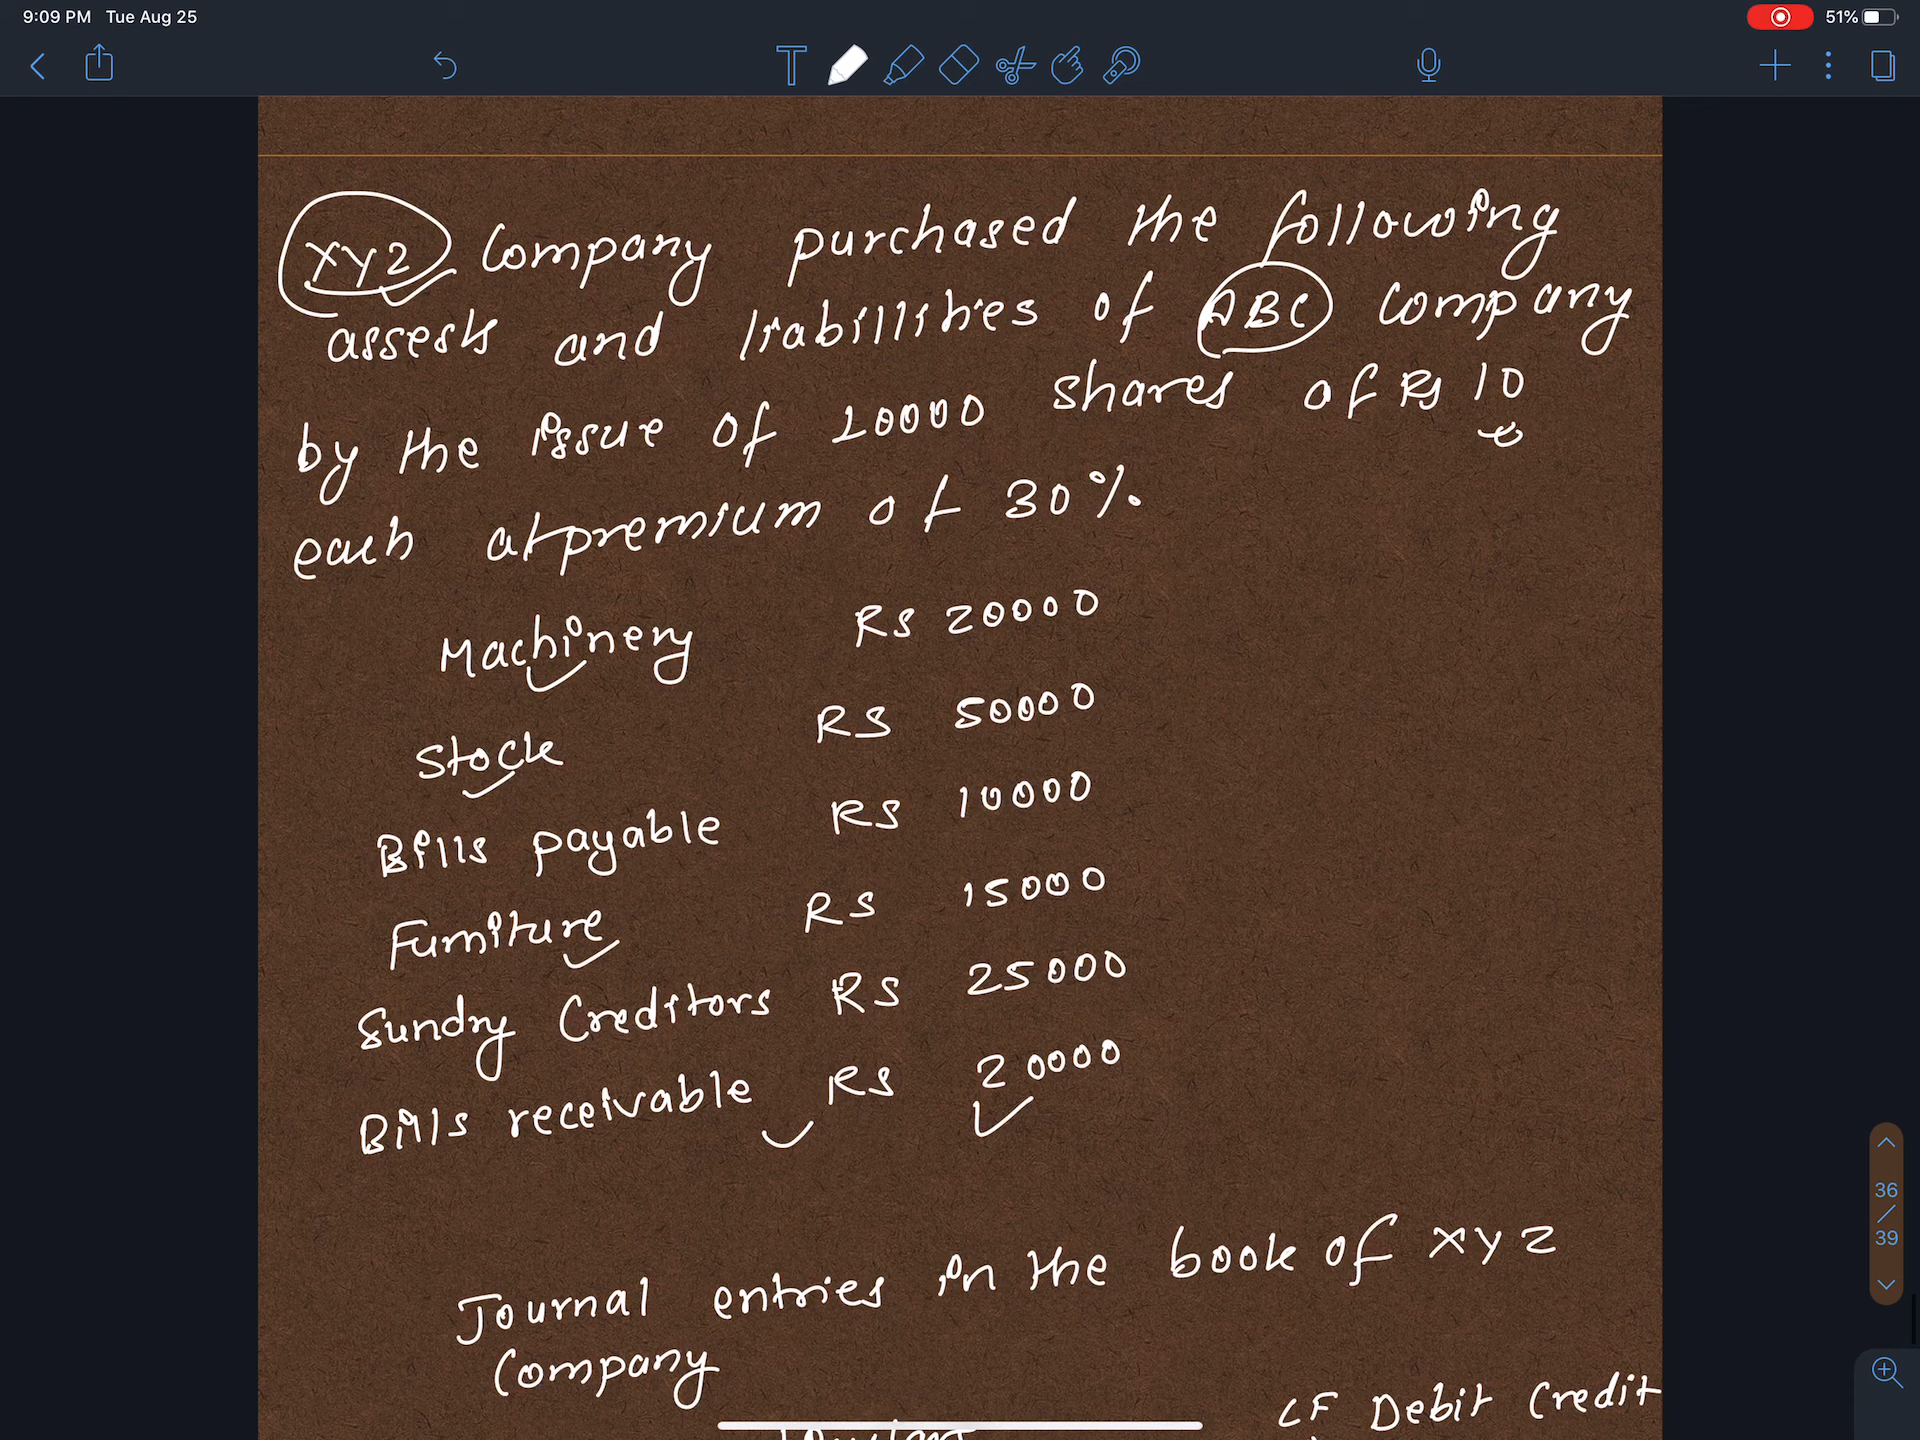 9:09 PM Tue Aug 25
51%
XYZ Company purchased the following
assests and liabillities of ABC Company
by the issue of 10000 shares of Rs 10
each at premium of 30%.
Machinery Rs 20000
Stock RS 50000
Bills payable RS 10000
Furniture RS 15000
Sundry Creditors RS 25000
Bills receivable RS 20000
Journal entries in the book of XYZ
Company
LF Debit Credit
36
/
39